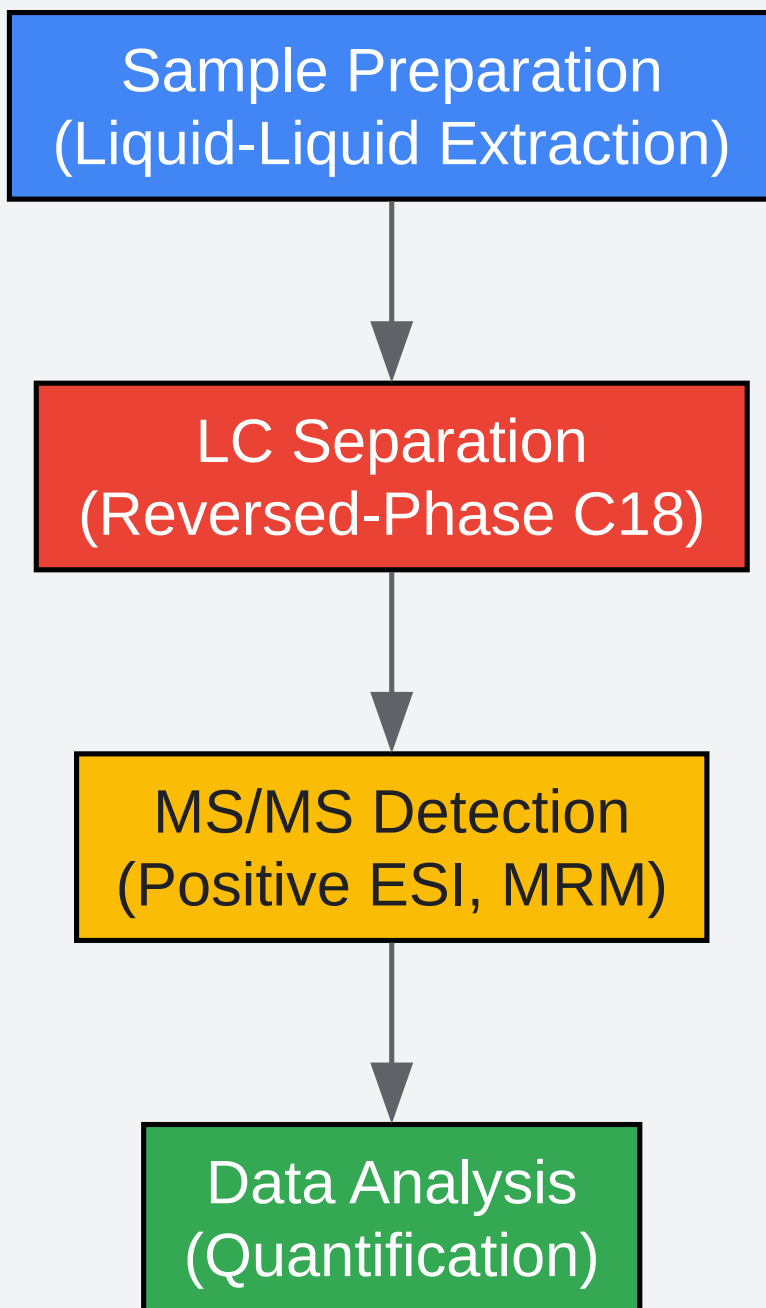 Sample Preparation
(Liquid-Liquid Extraction)
LC Separation
(Reversed-Phase C18)
MS/MS Detection
(Positive ESI, MRM)
Data Analysis
(Quantification)